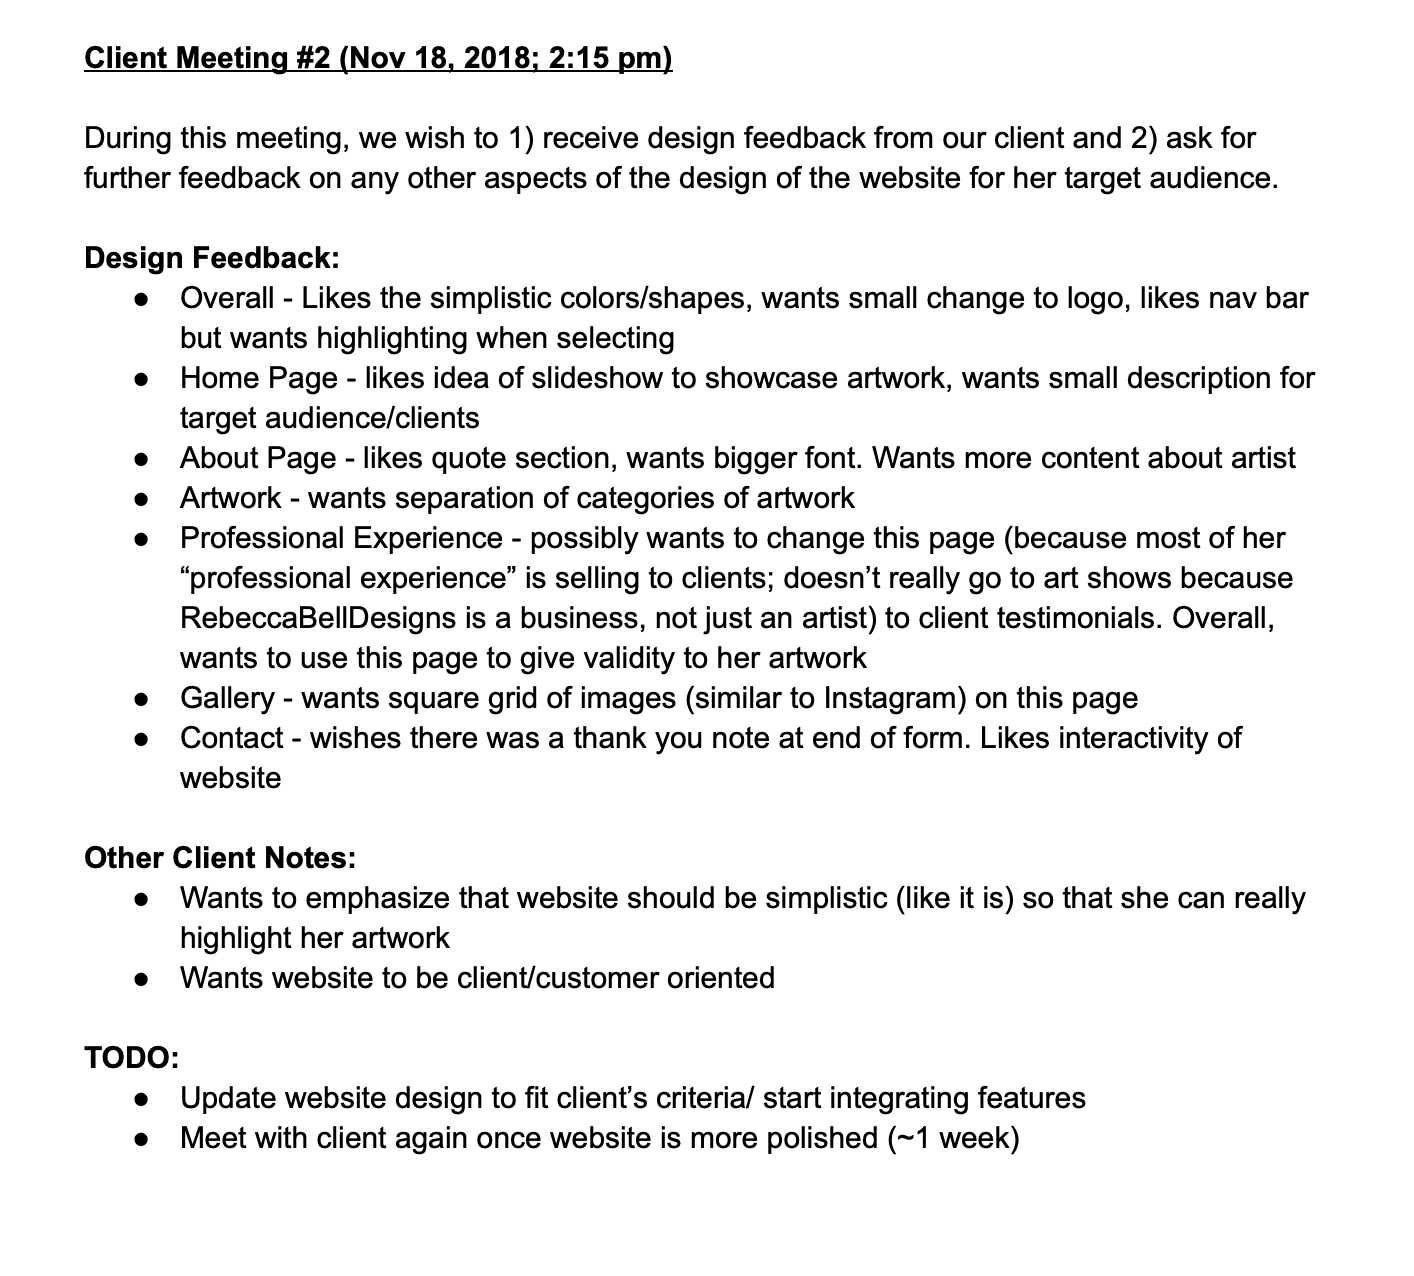 Client Meeting #2 (Nov 18, 2018; 2:15 pm)
During this meeting, we wish to 1) receive design feedback from our client and 2) ask for
further feedback on any other aspects of the design of the website for her target audience.
Design Feedback:
● Overall - Likes the simplistic colors/shapes, wants small change to logo, likes nav bar
but wants highlighting when selecting
● Home Page - likes idea of slideshow to showcase artwork, wants small description for
target audience/clients
● About Page - likes quote section, wants bigger font. Wants more content about artist
● Artwork - wants separation of categories of artwork
● Professional Experience - possibly wants to change this page (because most of her
“professional experience” is selling to clients; doesn’t really go to art shows because
RebeccaBellDesigns is a business, not just an artist) to client testimonials. Overall,
wants to use this page to give validity to her artwork
● Gallery - wants square grid of images (similar to Instagram) on this page
● Contact - wishes there was a thank you note at end of form. Likes interactivity of
website
Other Client Notes:
● Wants to emphasize that website should be simplistic (like it is) so that she can really
highlight her artwork
● Wants website to be client/customer oriented
TODO:
● Update website design to fit client’s criteria/ start integrating features
● Meet with client again once website is more polished (~1 week)